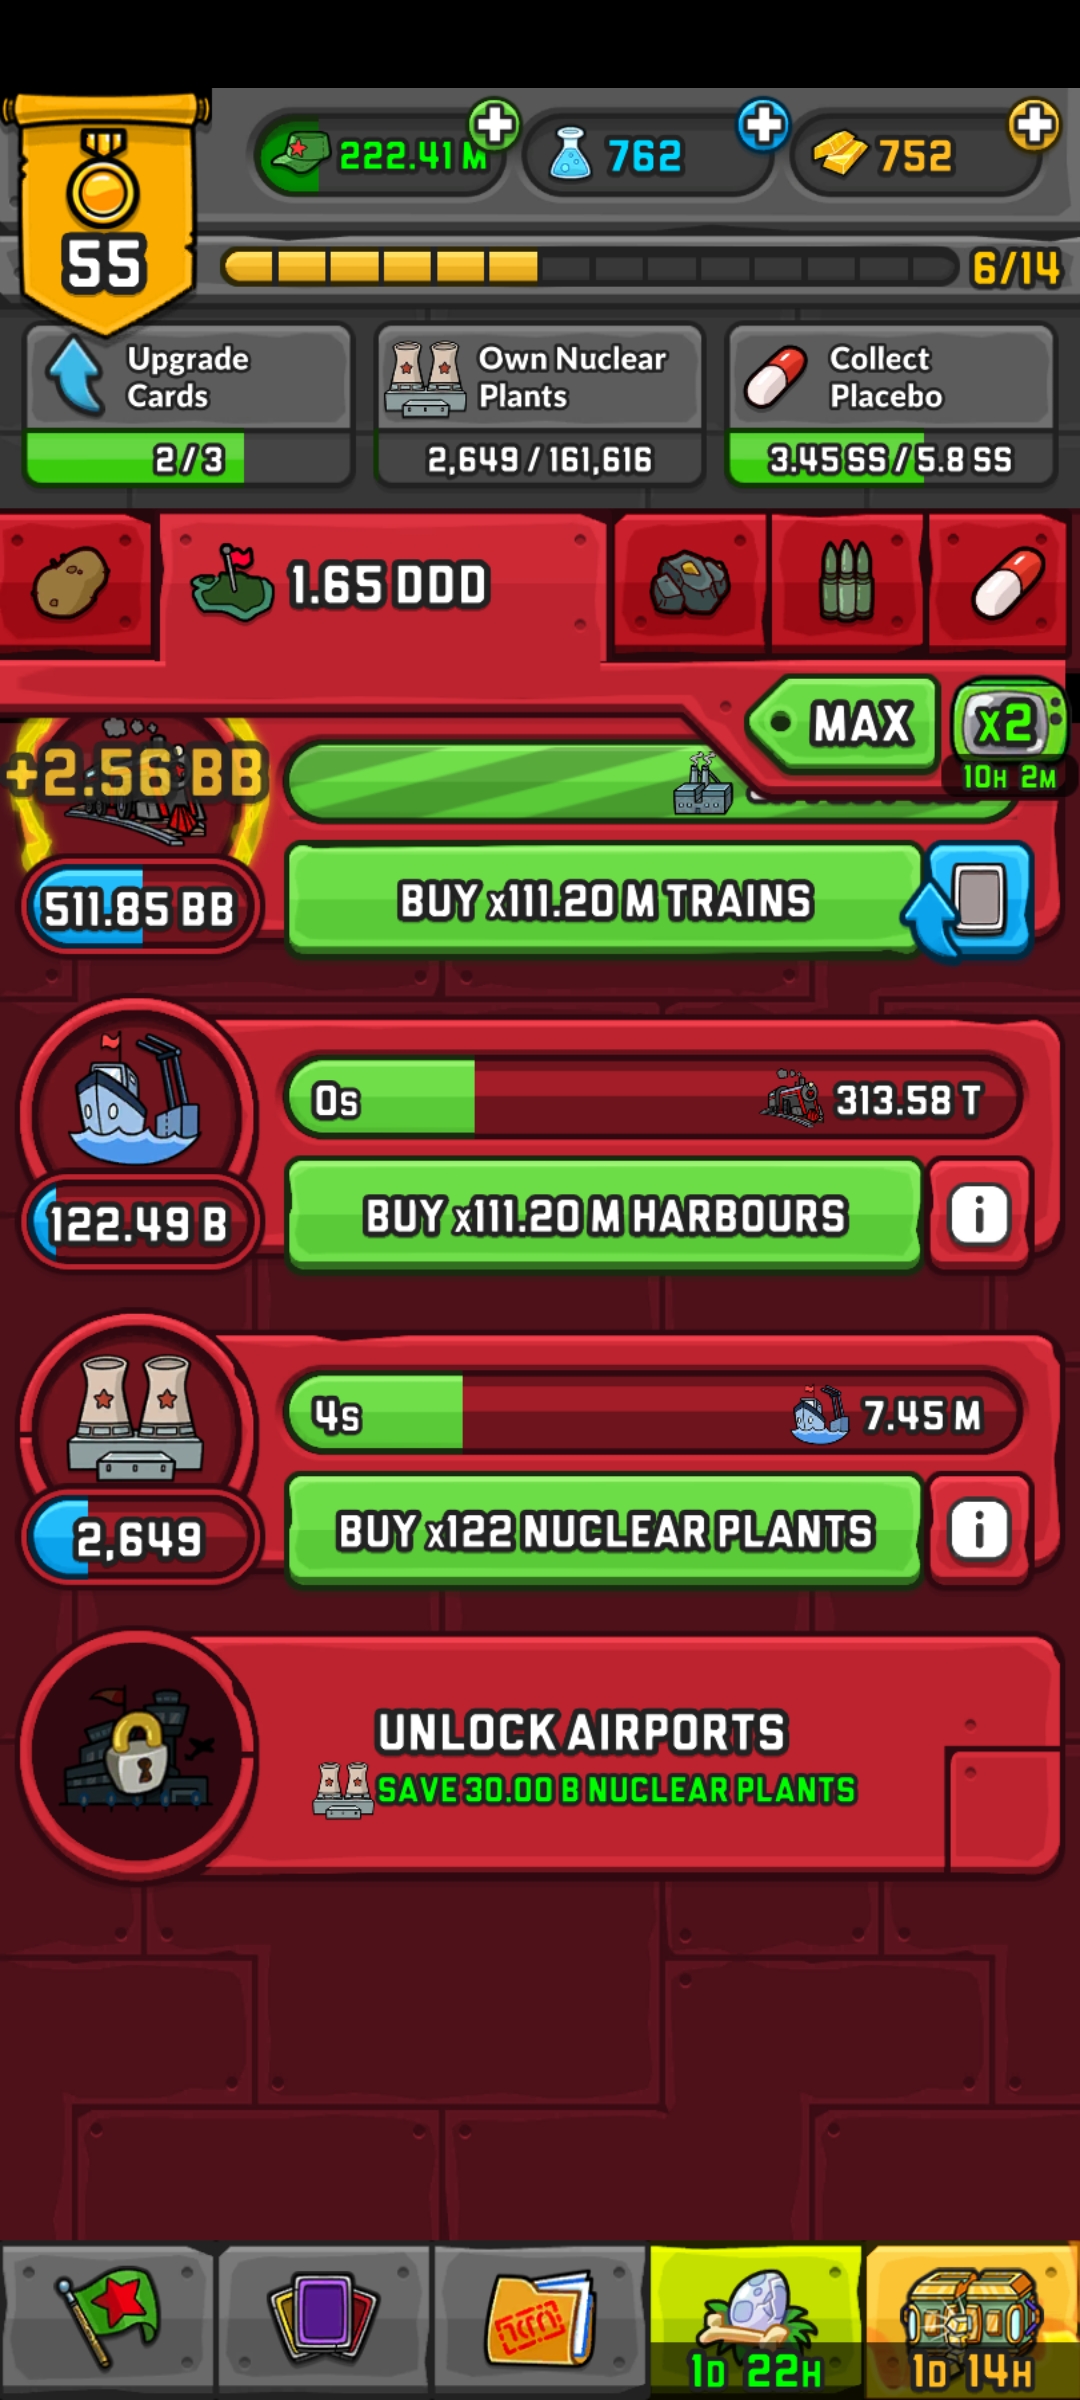 222.41 M
762
752
55
6/14
Upgrade
Cards
2/3
Own Nuclear
Plants
2,649 / 161,616
Collect
Placebo
3.45 SS / 5.8 SS
1.65 DDD
MAX
x2
10H 2M
+2.56 BB
511.85 BB
BUY x111.20 M TRAINS
0s
313.58 T
122.49 B
BUY x111.20 M HARBOURS
i
4s
7.45 M
2,649
BUY x122 NUCLEAR PLANTS
i
UNLOCK AIRPORTS
SAVE 30.00 B NUCLEAR PLANTS
1D 22H
1D 14H